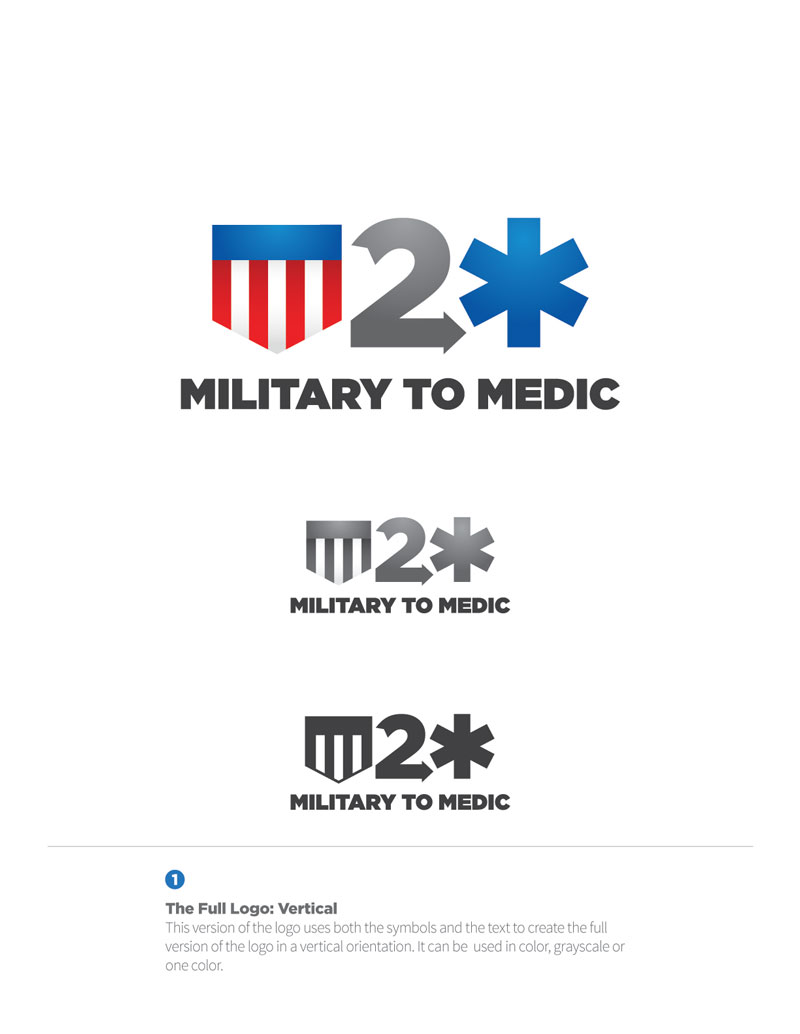 2
MILITARY TO MEDIC
2
MILITARY TO MEDIC
2
MILITARY TO MEDIC
1
The Full Logo: Vertical
This version of the logo uses both the symbols and the text to create the full
version of the logo in a vertical orientation. It can be  used in color, grayscale or
one color.